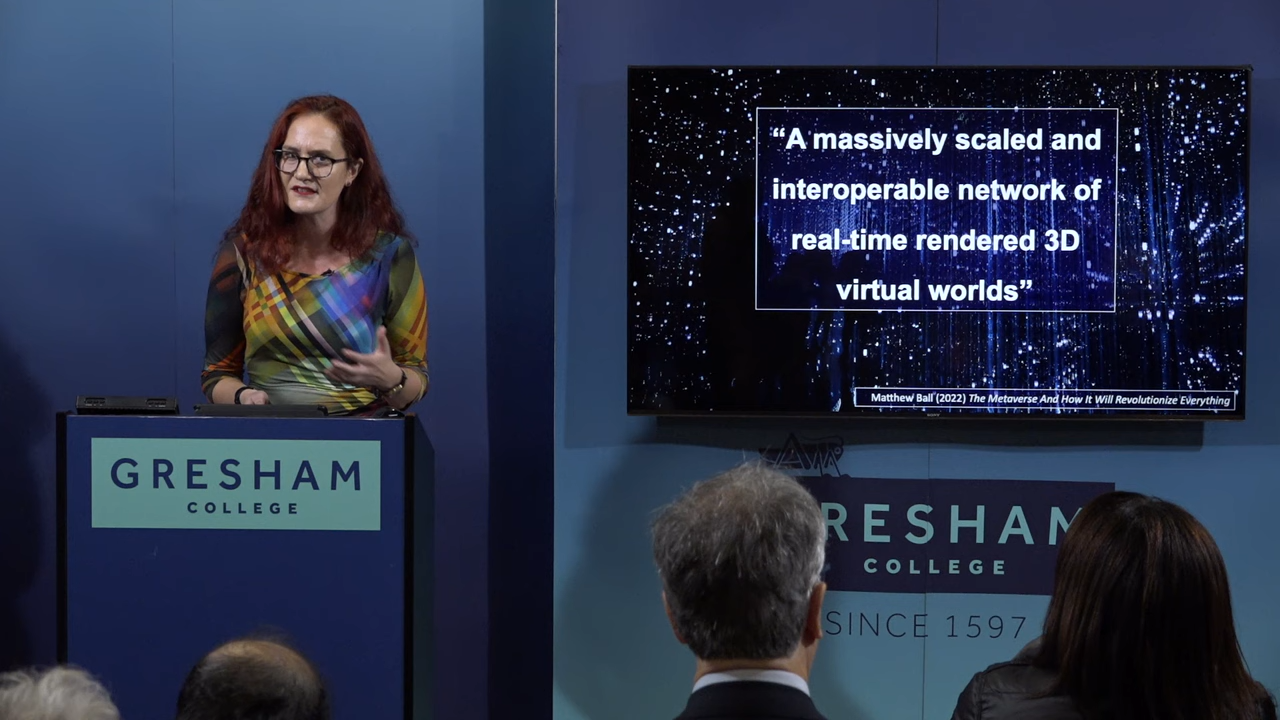 “A massively scaled and
interoperable network of
real-time rendered 3D
virtual worlds”
Matthew Ball (2022) The Metaverse And How It Will Revolutionize Everything
GRESHAM
COLLEGE
RESHAM
COLLEGE
SINCE 1597